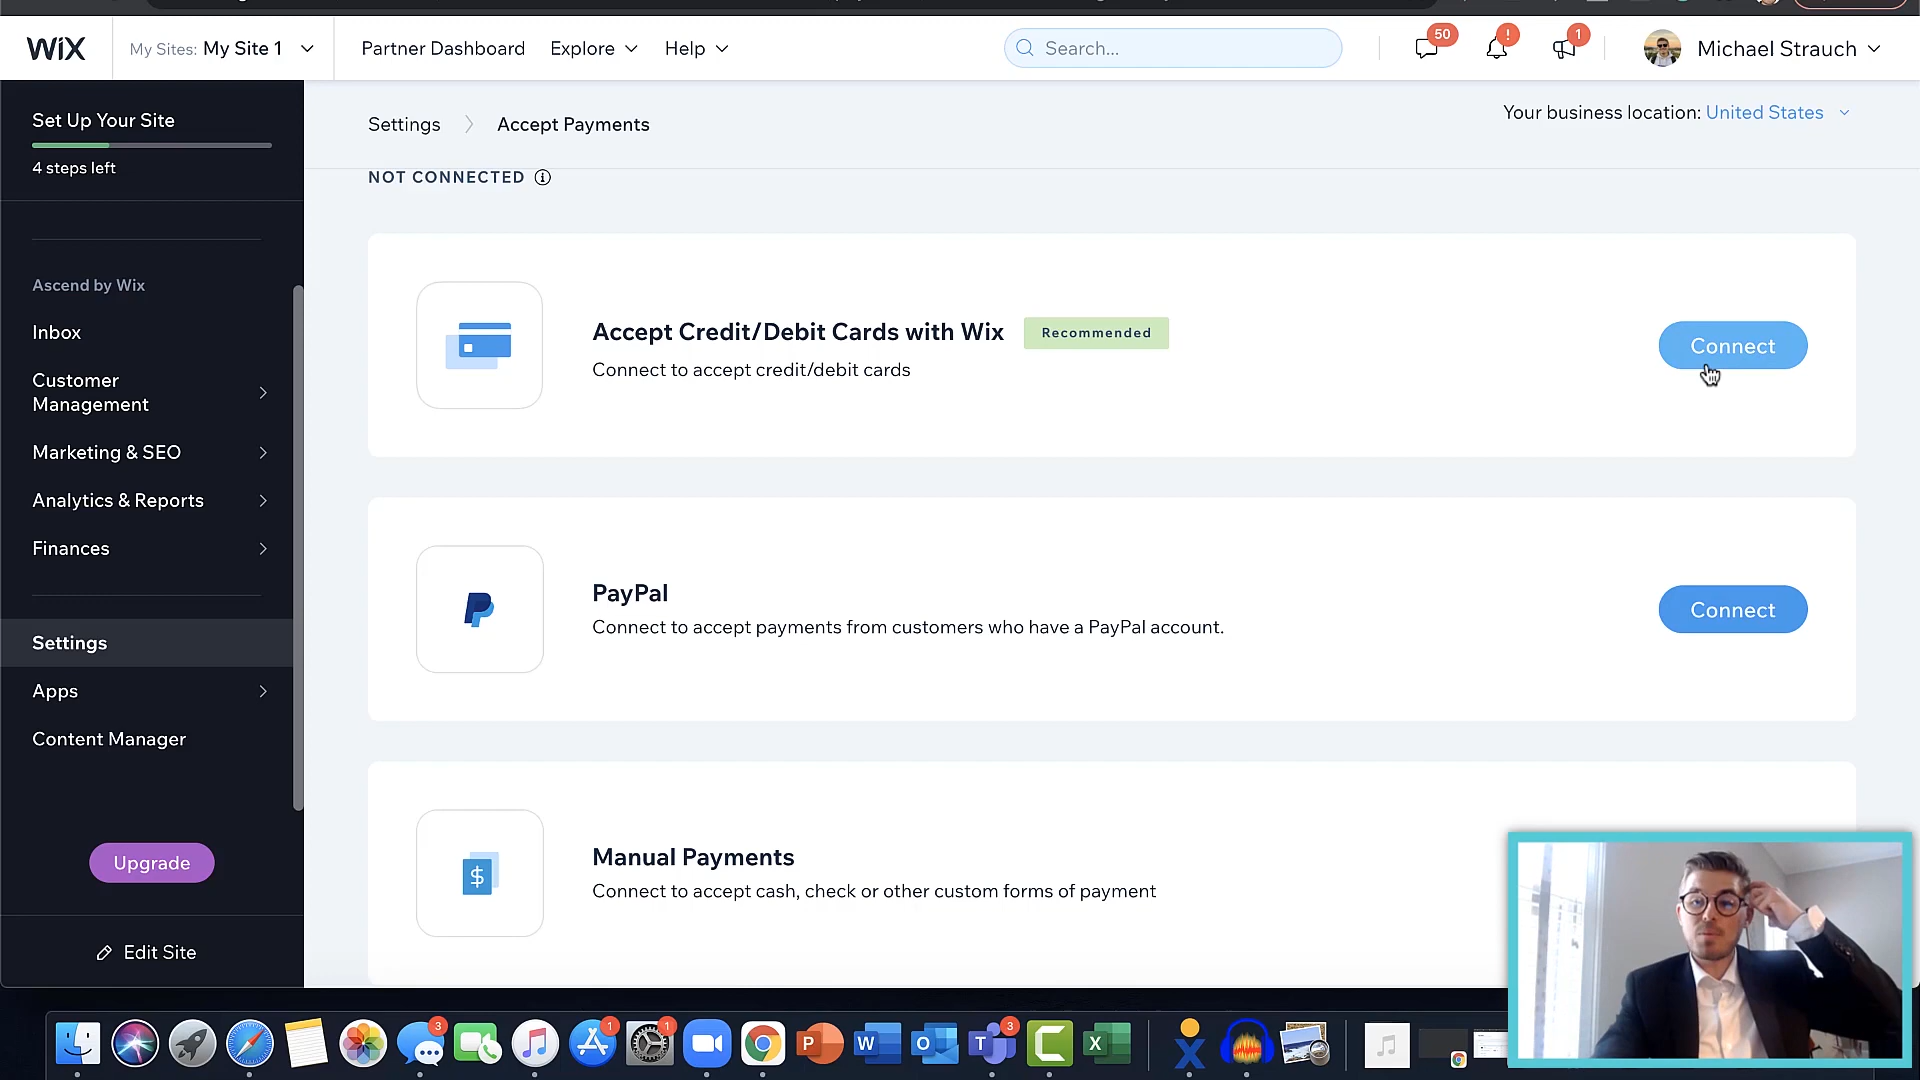 WiX
My Sites: My Site 1
Partner Dashboard
Explore
Help
Search...
50
!
1
Michael Strauch
Set Up Your Site
4 steps left
Ascend by Wix
Inbox
Customer
Management
Marketing & SEO
Analytics & Reports
Finances
Settings
Apps
Content Manager
Upgrade
Edit Site
Settings
Accept Payments
Your business location: United States
NOT CONNECTED
Accept Credit/Debit Cards with Wix
Recommended
Connect to accept credit/debit cards
Connect
PayPal
Connect to accept payments from customers who have a PayPal account.
Connect
$
Manual Payments
Connect to accept cash, check or other custom forms of payment
3
1
1
P
W
O
T
3
C
X